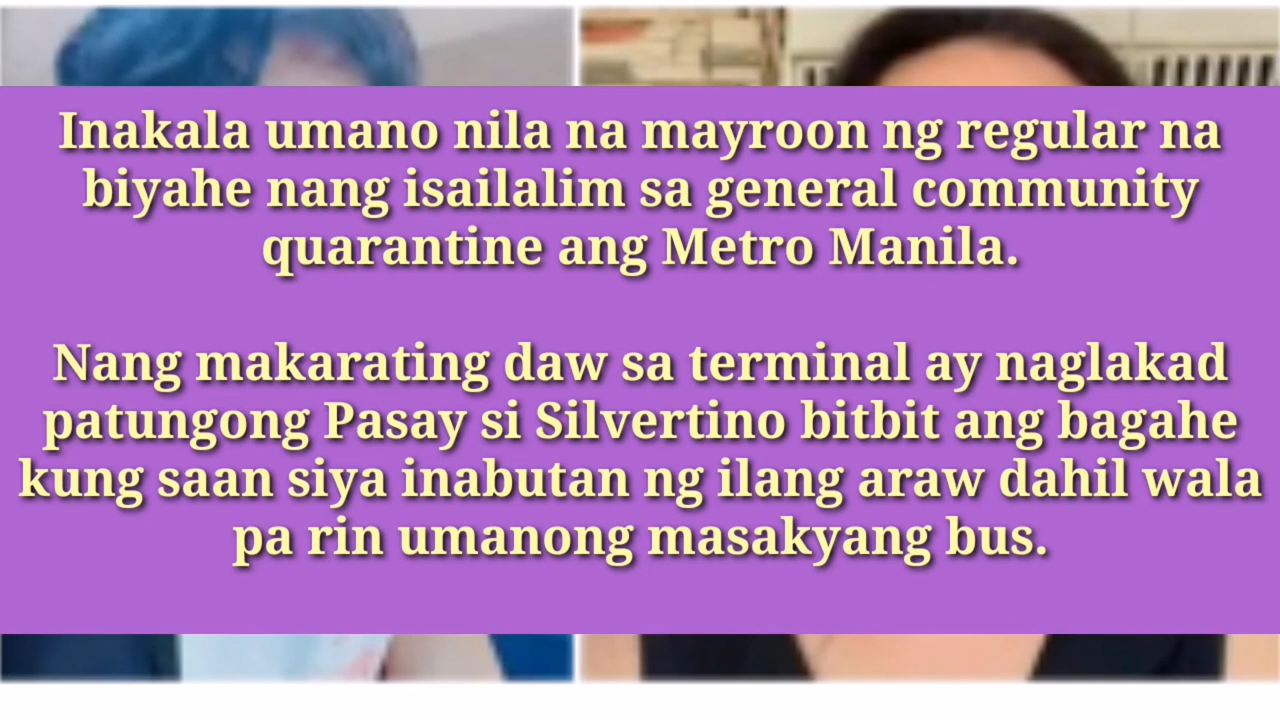 Inakala umano nila na mayroon ng regular na
biyahe nang isailalim sa general community
quarantine ang Metro Manila.
Nang makarating daw sa terminal ay naglakad
patungong Pasay si Silvertino bitbit ang bagahe
kung saan siya inabutan ng ilang araw dahil wala
pa rin umanong masakyang bus.